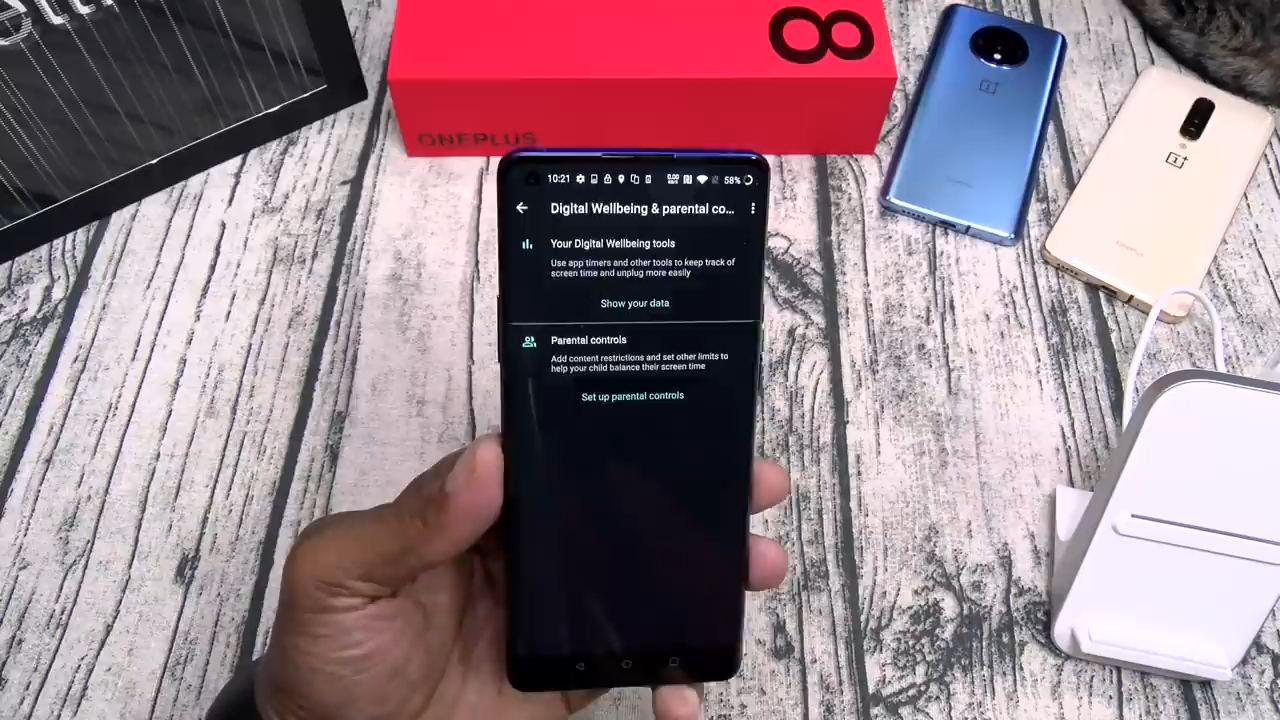 8
ONEPLUS
10:21
58%
Digital Wellbeing & parental co...
Your Digital Wellbeing tools
Use app timers and other tools to keep track of
screen time and unplug more easily
Show your data
Parental controls
Add content restrictions and set other limits to
help your child balance their screen time
Set up parental controls